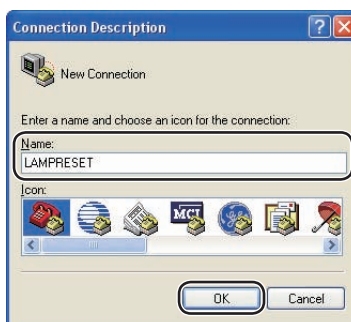 Connection Description
New Connection
Enter a name and choose an icon for the connection:
Name:
LAMPRESET
Icon:
MCI
OK
Cancel